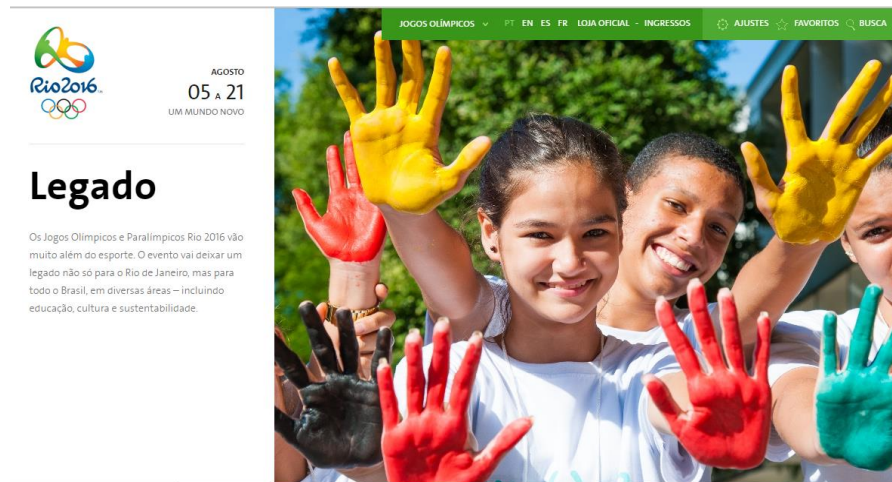 JOGOS OLÍMPICOS PT EN ES FR LOJA OFICIAL - INGRESSOS AJUSTES FAVORITOS BUSCA
Rio2016
AGOSTO
05 A 21
UM MUNDO NOVO
Legado
Os Jogos Olímpicos e Paralímpicos Rio 2016 vão
muito além do esporte. O evento vai deixar um
legado não só para o Rio de Janeiro, mas para
todo o Brasil, em diversas áreas – incluindo
educação, cultura e sustentabilidade.